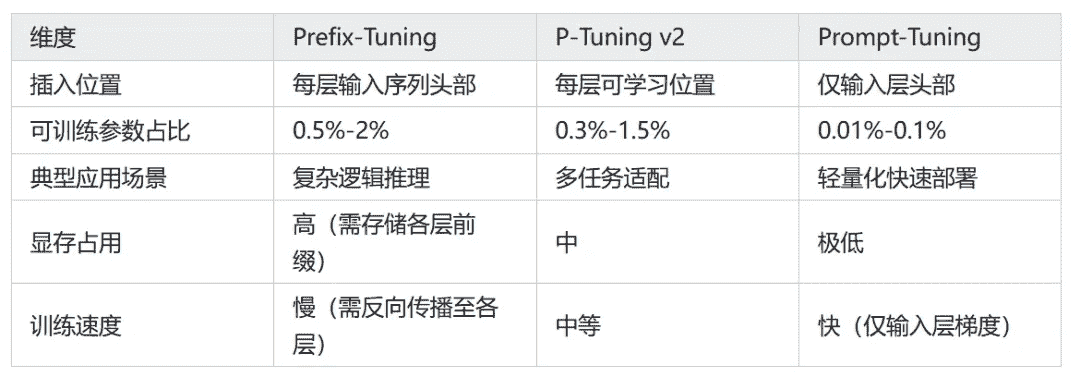 维度 Prefix-Tuning P-Tuning v2 Prompt-Tuning
插入位置 每层输入序列头部 每层可学习位置 仅输入层头部
可训练参数占比 0.5%-2% 0.3%-1.5% 0.01%-0.1%
典型应用场景 复杂逻辑推理 多任务适配 轻量化快速部署
显存占用 高（需存储各层前
缀） 中 极低
训练速度 慢（需反向传播至各
层） 中等 快（仅输入层梯度）